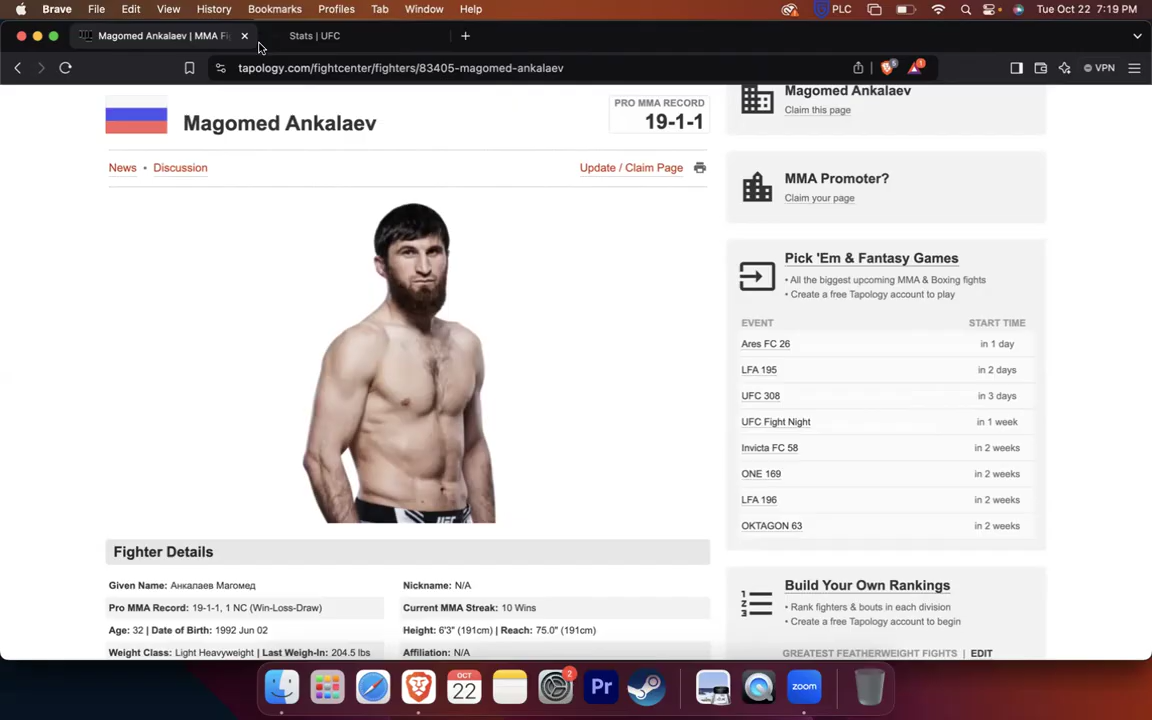 Brave File Edit View History Bookmarks Profiles Tab Window Help PLC Tue Oct 22 7:19 PM
Magomed Ankalaev | MMA Fi Stats | UFC
tapology.com/fightcenter/fighters/83405-magomed-ankalaev VPN
Magomed Ankalaev
PRO MMA RECORD
19-1-1
News • Discussion
Update / Claim Page
UFC
Fighter Details
Given Name: Анкалаев Магомед
Nickname: N/A
Pro MMA Record: 19-1-1, 1 NC (Win-Loss-Draw)
Current MMA Streak: 10 Wins
Age: 32 | Date of Birth: 1992 Jun 02
Height: 6'3" (191cm) | Reach: 75.0" (191cm)
Weight Class: Light Heavyweight | Last Weigh-In: 204.5 lbs
Affiliation: N/A
Magomed Ankalaev
Claim this page
MMA Promoter?
Claim your page
Pick 'Em & Fantasy Games
• All the biggest upcoming MMA & Boxing fights
• Create a free Tapology account to play
EVENT START TIME
Ares FC 26 in 1 day
LFA 195 in 2 days
UFC 308 in 3 days
UFC Fight Night in 1 week
Invicta FC 58 in 2 weeks
ONE 169 in 2 weeks
LFA 196 in 2 weeks
OKTAGON 63 in 2 weeks
1
2
3
Build Your Own Rankings
• Rank fighters & bouts in each division
• Create a free Tapology account to begin
GREATEST FEATHERWEIGHT FIGHTS | EDIT
OCT
22
2
Pr
zoom